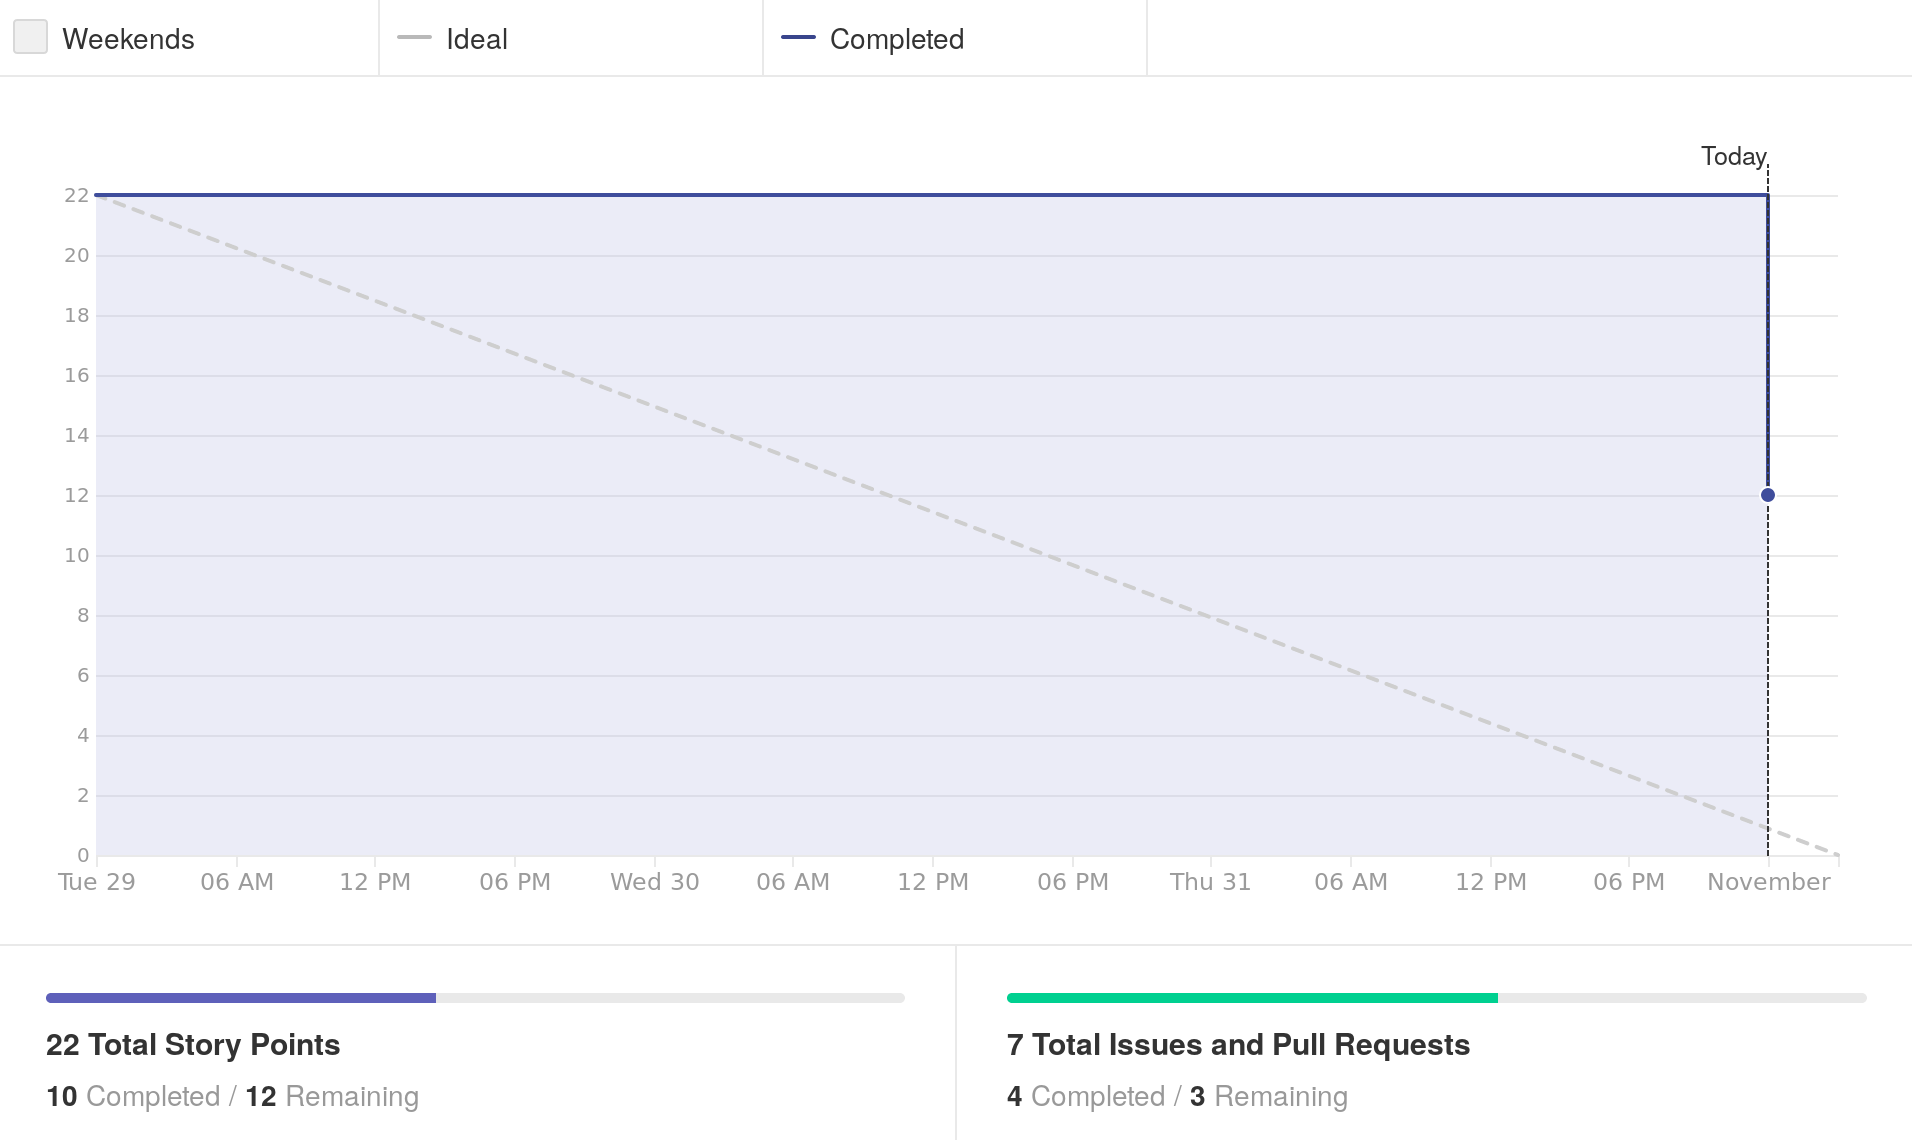 Weekends
Ideal
Completed
Today
22
20
18
16
14
12
10
8
6
4
2
0
Tue 29 06 AM 12 PM 06 PM Wed 30 06 AM 12 PM 06 PM Thu 31 06 AM 12 PM 06 PM November
22 Total Story Points
10 Completed / 12 Remaining
7 Total Issues and Pull Requests
4 Completed / 3 Remaining